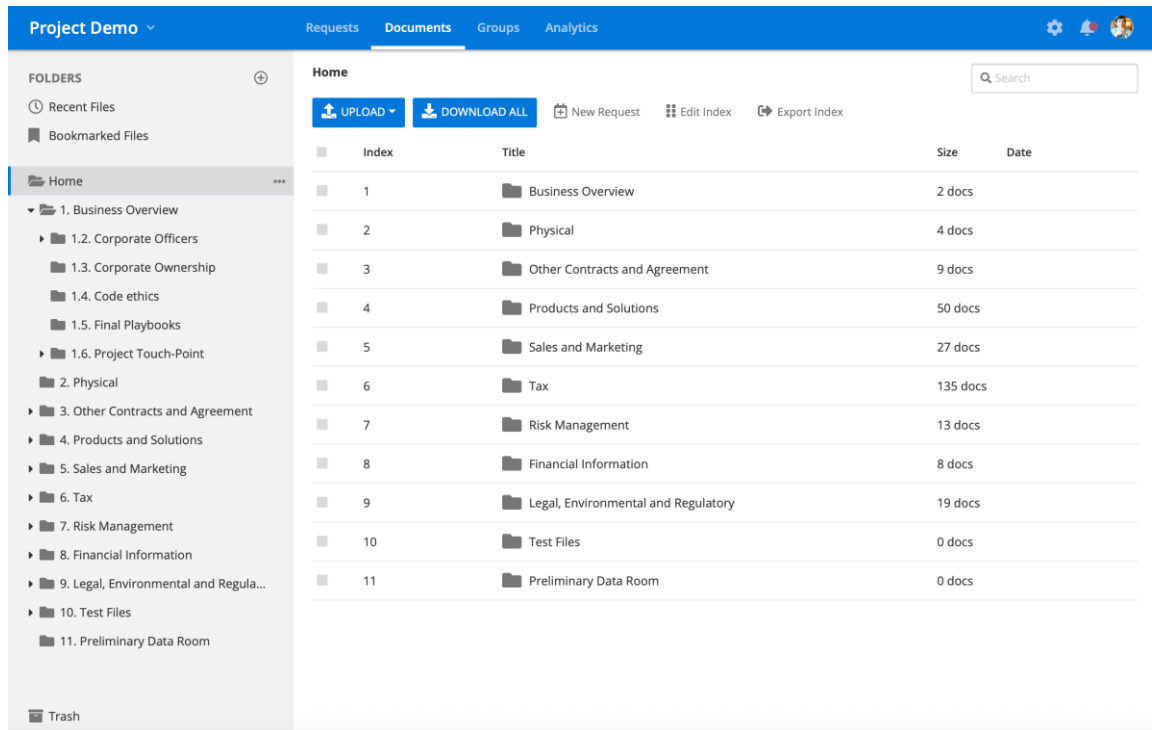 Project Demo
Requests Documents Groups Analytics
FOLDERS
Recent Files
Bookmarked Files
Home
1. Business Overview
1.2. Corporate Officers
1.3. Corporate Ownership
1.4. Code ethics
1.5. Final Playbooks
1.6. Project Touch-Point
2. Physical
3. Other Contracts and Agreement
4. Products and Solutions
5. Sales and Marketing
6. Tax
7. Risk Management
8. Financial Information
9. Legal, Environmental and Regula...
10. Test Files
11. Preliminary Data Room
Trash
Home
Search
UPLOAD DOWNLOAD ALL New Request Edit Index Export Index
Index Title Size Date
1 Business Overview 2 docs
2 Physical 4 docs
3 Other Contracts and Agreement 9 docs
4 Products and Solutions 50 docs
5 Sales and Marketing 27 docs
6 Tax 135 docs
7 Risk Management 13 docs
8 Financial Information 8 docs
9 Legal, Environmental and Regulatory 19 docs
10 Test Files 0 docs
11 Preliminary Data Room 0 docs